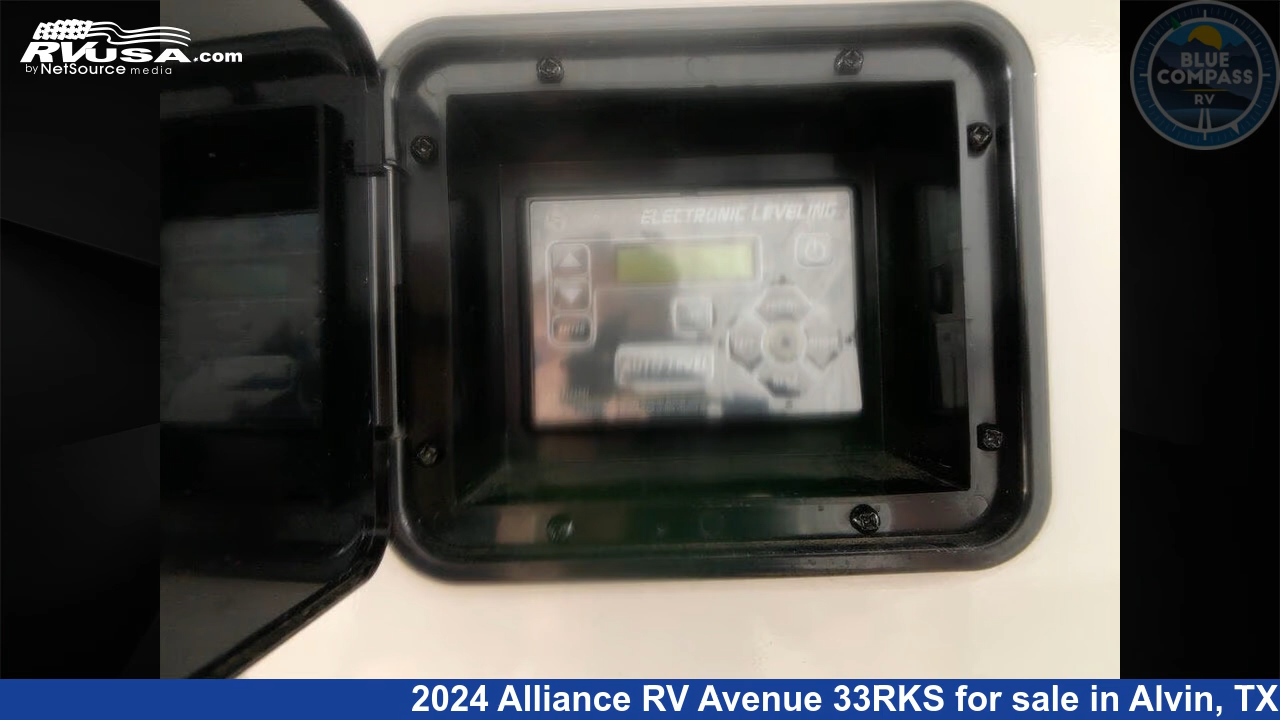 RVUSA.com
by NetSource media
BLUE
COMPASS
RV
ELECTRONIC LEVELING
ENTER
2024 Alliance RV Avenue 33RKS for sale in Alvin, TX